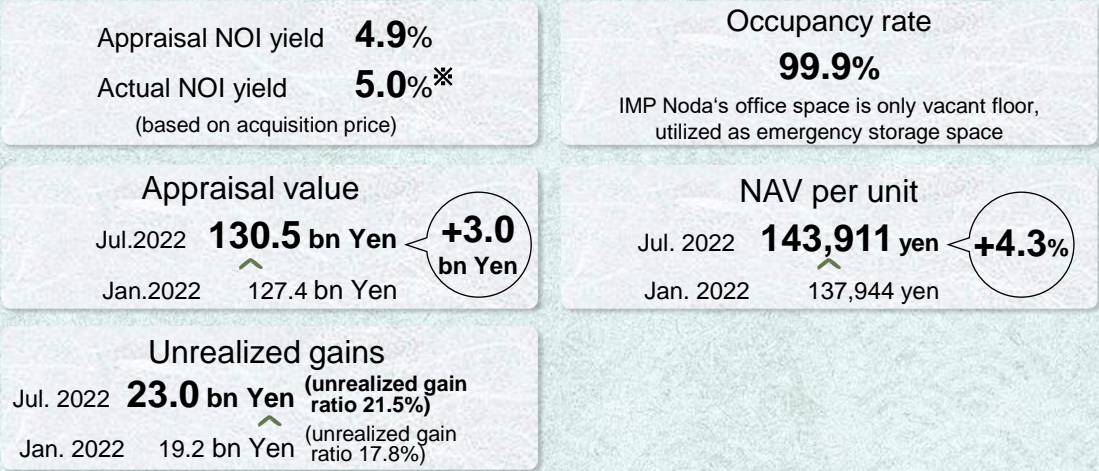 Appraisal NOI yield 4.9%
Actual NOI yield 5.0%※
(based on acquisition price)
Occupancy rate
99.9%
IMP Noda‘s office space is only vacant floor,
utilized as emergency storage space
Appraisal value
Jul.2022 130.5 bn Yen
+3.0
bn Yen
Jan.2022 127.4 bn Yen
NAV per unit
Jul. 2022 143,911 yen
+4.3%
Jan. 2022 137,944 yen
Unrealized gains
Jul. 2022 23.0 bn Yen (unrealized gain
ratio 21.5%)
Jan. 2022 19.2 bn Yen (unrealized gain
ratio 17.8%)